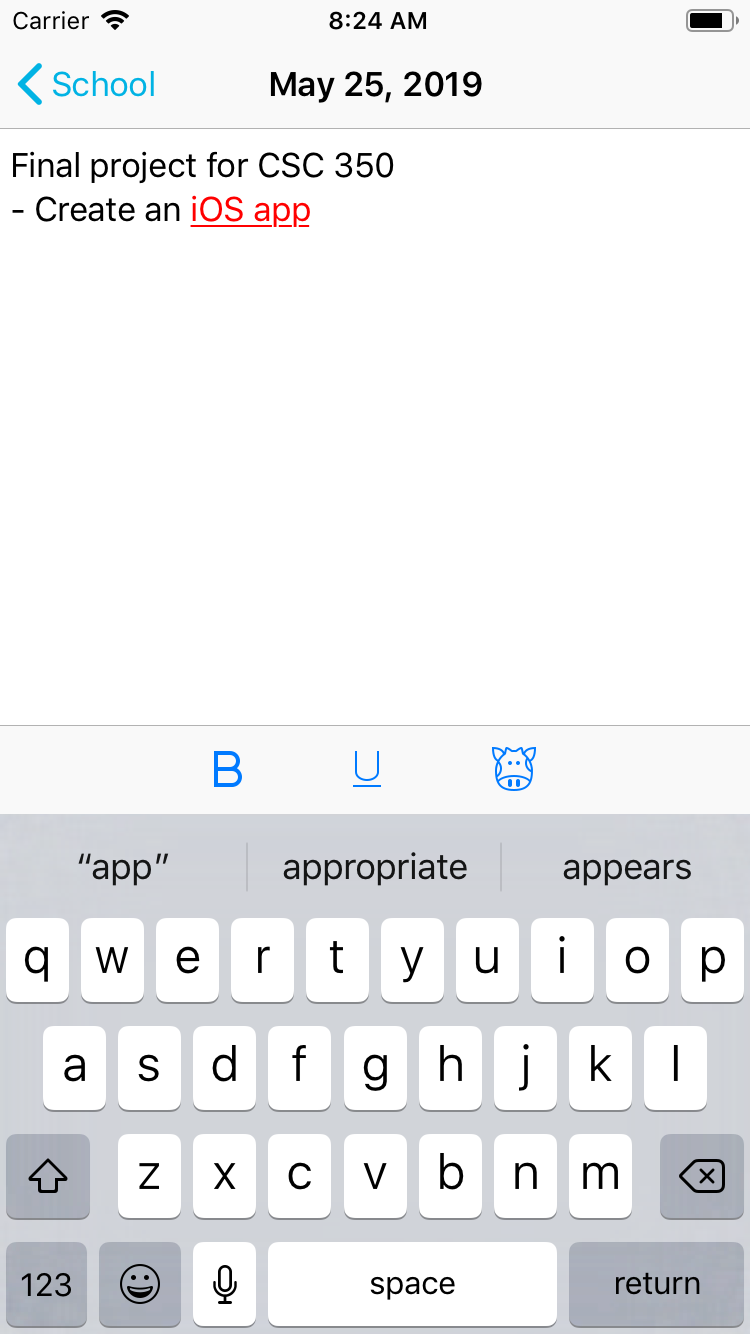 Carrier 8:24 AM
School May 25, 2019
Final project for CSC 350
- Create an iOS app
B U
“app” appropriate appears
q w e r t y u i o p
a s d f g h j k l
z x c v b n m
123 space return